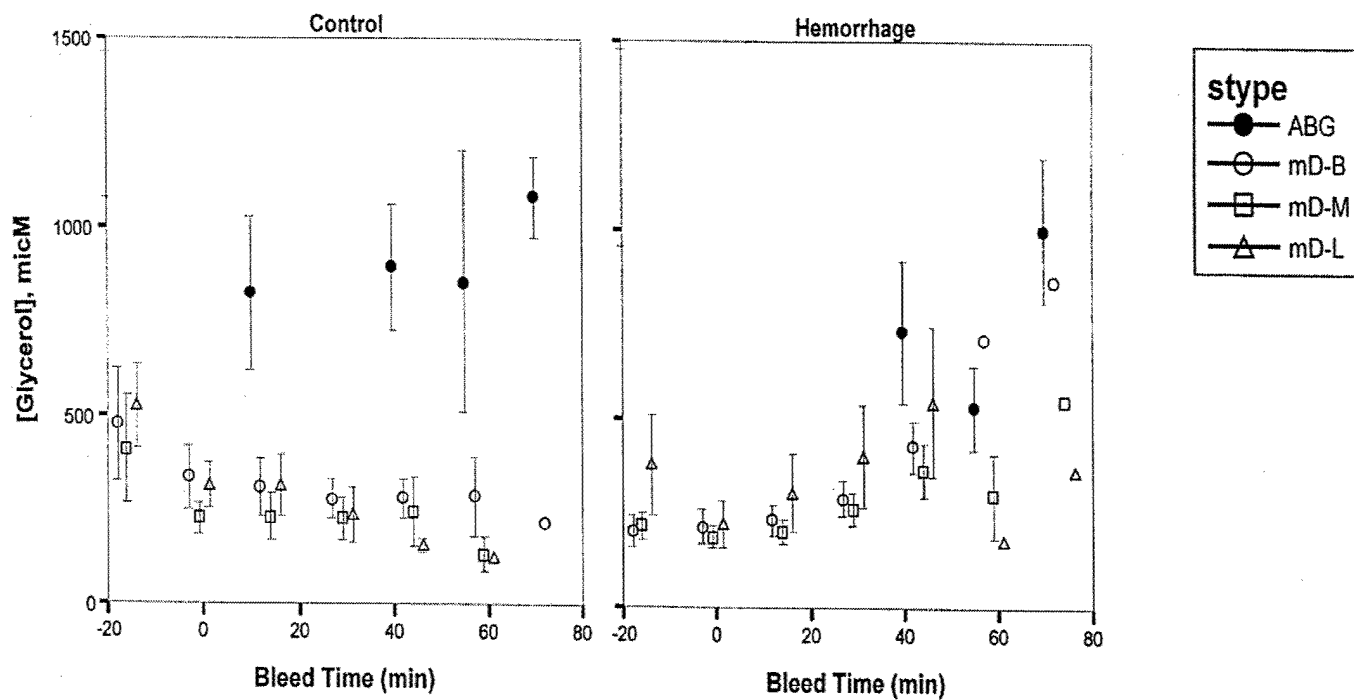 Control
Hemorrhage
1500
1000
500
0
[Glycerol], micM
-20 0 20 40 60 80
-20 0 20 40 60 80
Bleed Time (min)
Bleed Time (min)
stype
ABG
mD-B
mD-M
mD-L